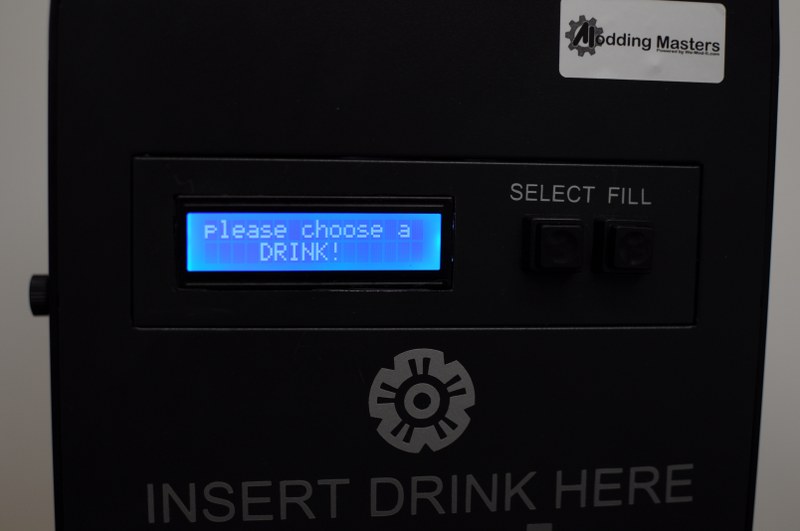 Modding Masters
SELECT FILL
Please choose a
DRINK!
INSERT DRINK HERE